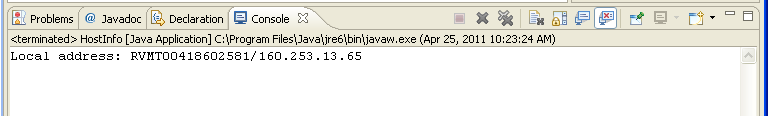 Problems @ Javadoc Declaration Console
<terminated> HostInfo [Java Application] C:\Program Files\Java\jre6\bin\javaw.exe (Apr 25, 2011 10:23:24 AM)
Local address: RVMT00418602581/160.253.13.65